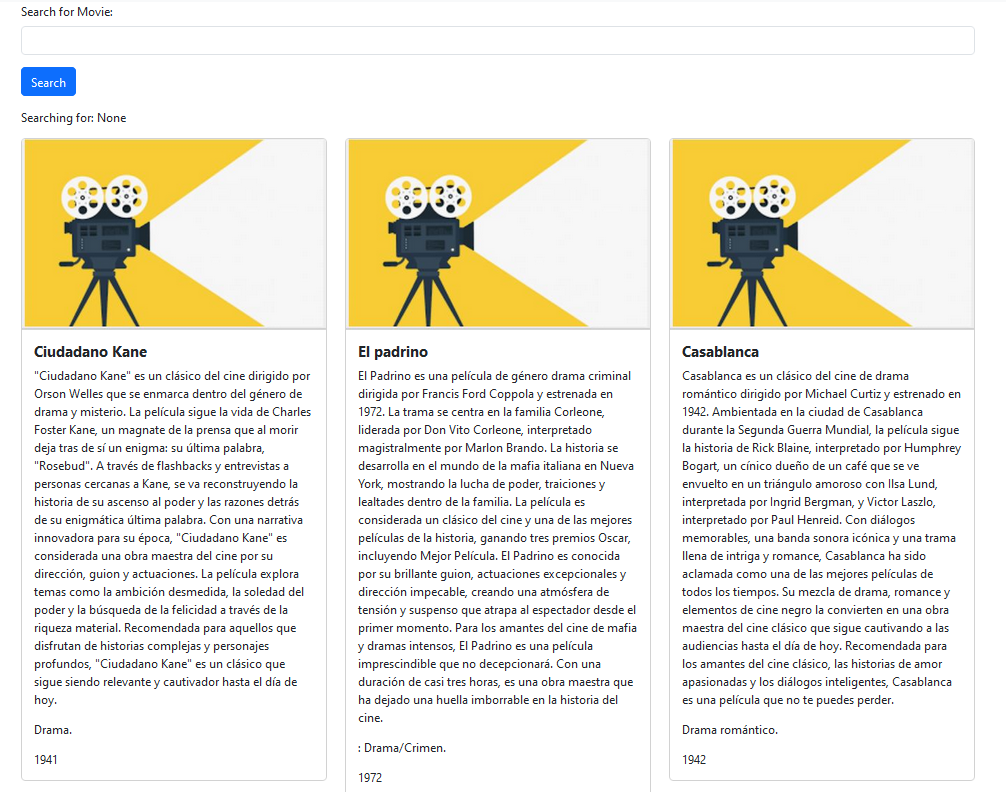 Search for Movie:
Search
Searching for: None
Ciudadano Kane
"Ciudadano Kane" es un clásico del cine dirigido por
Orson Welles que se enmarca dentro del género de
drama y misterio. La película sigue la vida de Charles
Foster Kane, un magnate de la prensa que al morir
deja tras de sí un enigma: su última palabra,
"Rosebud". A través de flashbacks y entrevistas a
personas cercanas a Kane, se va reconstruyendo la
historia de su ascenso al poder y las razones detrás
de su enigmática última palabra. Con una narrativa
innovadora para su época, "Ciudadano Kane" es
considerada una obra maestra del cine por su
dirección, guion y actuaciones. La película explora
temas como la ambición desmedida, la soledad del
poder y la búsqueda de la felicidad a través de la
riqueza material. Recomendada para aquellos que
disfrutan de historias complejas y personajes
profundos, "Ciudadano Kane" es un clásico que
sigue siendo relevante y cautivador hasta el día de
hoy.
Drama.
1941
El padrino
El Padrino es una película de género drama criminal
dirigida por Francis Ford Coppola y estrenada en
1972. La trama se centra en la familia Corleone,
liderada por Don Vito Corleone, interpretado
magistralmente por Marlon Brando. La historia se
desarrolla en el mundo de la mafia italiana en Nueva
York, mostrando la lucha de poder, traiciones y
lealtades dentro de la familia. La película es
considerada un clásico del cine y una de las mejores
películas de la historia, ganando tres premios Oscar,
incluyendo Mejor Película. El Padrino es conocida
por su brillante guion, actuaciones excepcionales y
dirección impecable, creando una atmósfera de
tensión y suspenso que atrapa al espectador desde el
primer momento. Para los amantes del cine de mafia
y dramas intensos, El Padrino es una película
imprescindible que no decepcionará. Con una
duración de casi tres horas, es una obra maestra que
ha dejado una huella imborrable en la historia del
cine.
: Drama/Crimen.
1972
Casablanca
Casablanca es un clásico del cine de drama
romántico dirigido por Michael Curtiz y estrenado en
1942. Ambientada en la ciudad de Casablanca
durante la Segunda Guerra Mundial, la película sigue
la historia de Rick Blaine, interpretado por Humphrey
Bogart, un cínico dueño de un café que se ve
envuelto en un triángulo amoroso con Ilsa Lund,
interpretada por Ingrid Bergman, y Victor Laszlo,
interpretado por Paul Henreid. Con diálogos
memorables, una banda sonora icónica y una trama
llena de intriga y romance, Casablanca ha sido
aclamada como una de las mejores películas de
todos los tiempos. Su mezcla de drama, romance y
elementos de cine negro la convierten en una obra
maestra del cine clásico que sigue cautivando a las
audiencias hasta el día de hoy. Recomendada para
los amantes del cine clásico, las historias de amor
apasionadas y los diálogos inteligentes, Casablanca
es una película que no te puedes perder.
Drama romántico.
1942